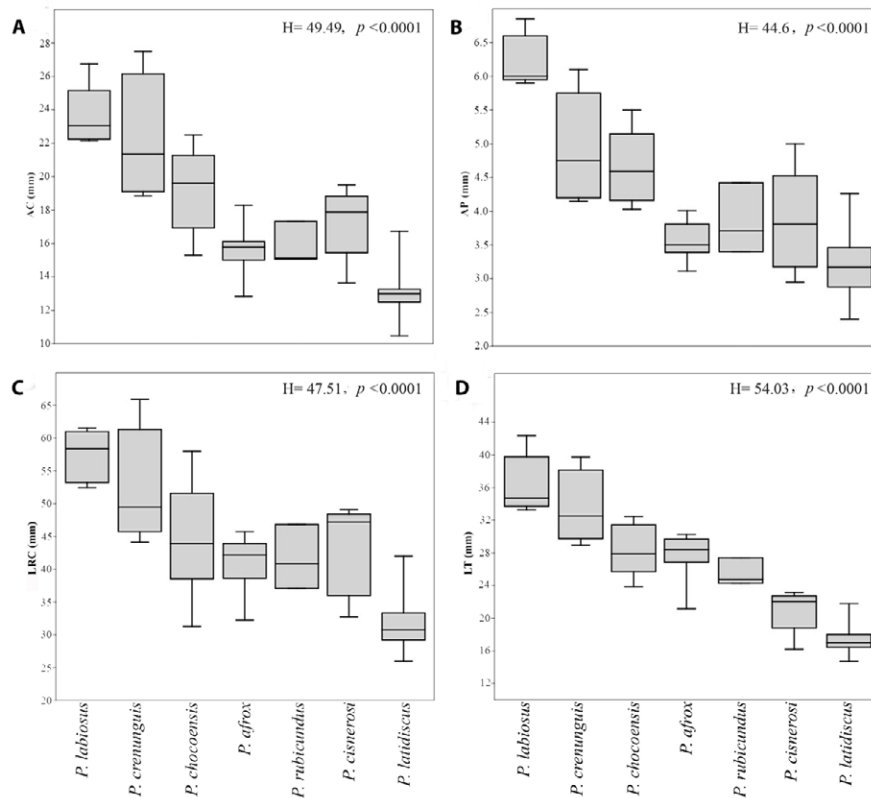 A
H= 49.49, p <0.0001
AC (mm)
28
26
24
22
20
18
16
14
12
10
B
H= 44.6, p <0.0001
AP (mm)
6.5
6.0
5.5
5.0
4.5
4.0
3.5
3.0
2.5
2.0
C
H= 47.51, p <0.0001
LRC (mm)
65
60
55
50
45
40
35
30
25
20
D
H= 54.03, p <0.0001
LT (mm)
44
40
36
32
28
24
20
16
12
P. labiosus
P. crenunguis
P. chocoensis
P. afrox
P. rubicundus
P. cisnerosi
P. latidiscus
P. labiosus
P. crenunguis
P. chocoensis
P. afrox
P. rubicundus
P. cisnerosi
P. latidiscus